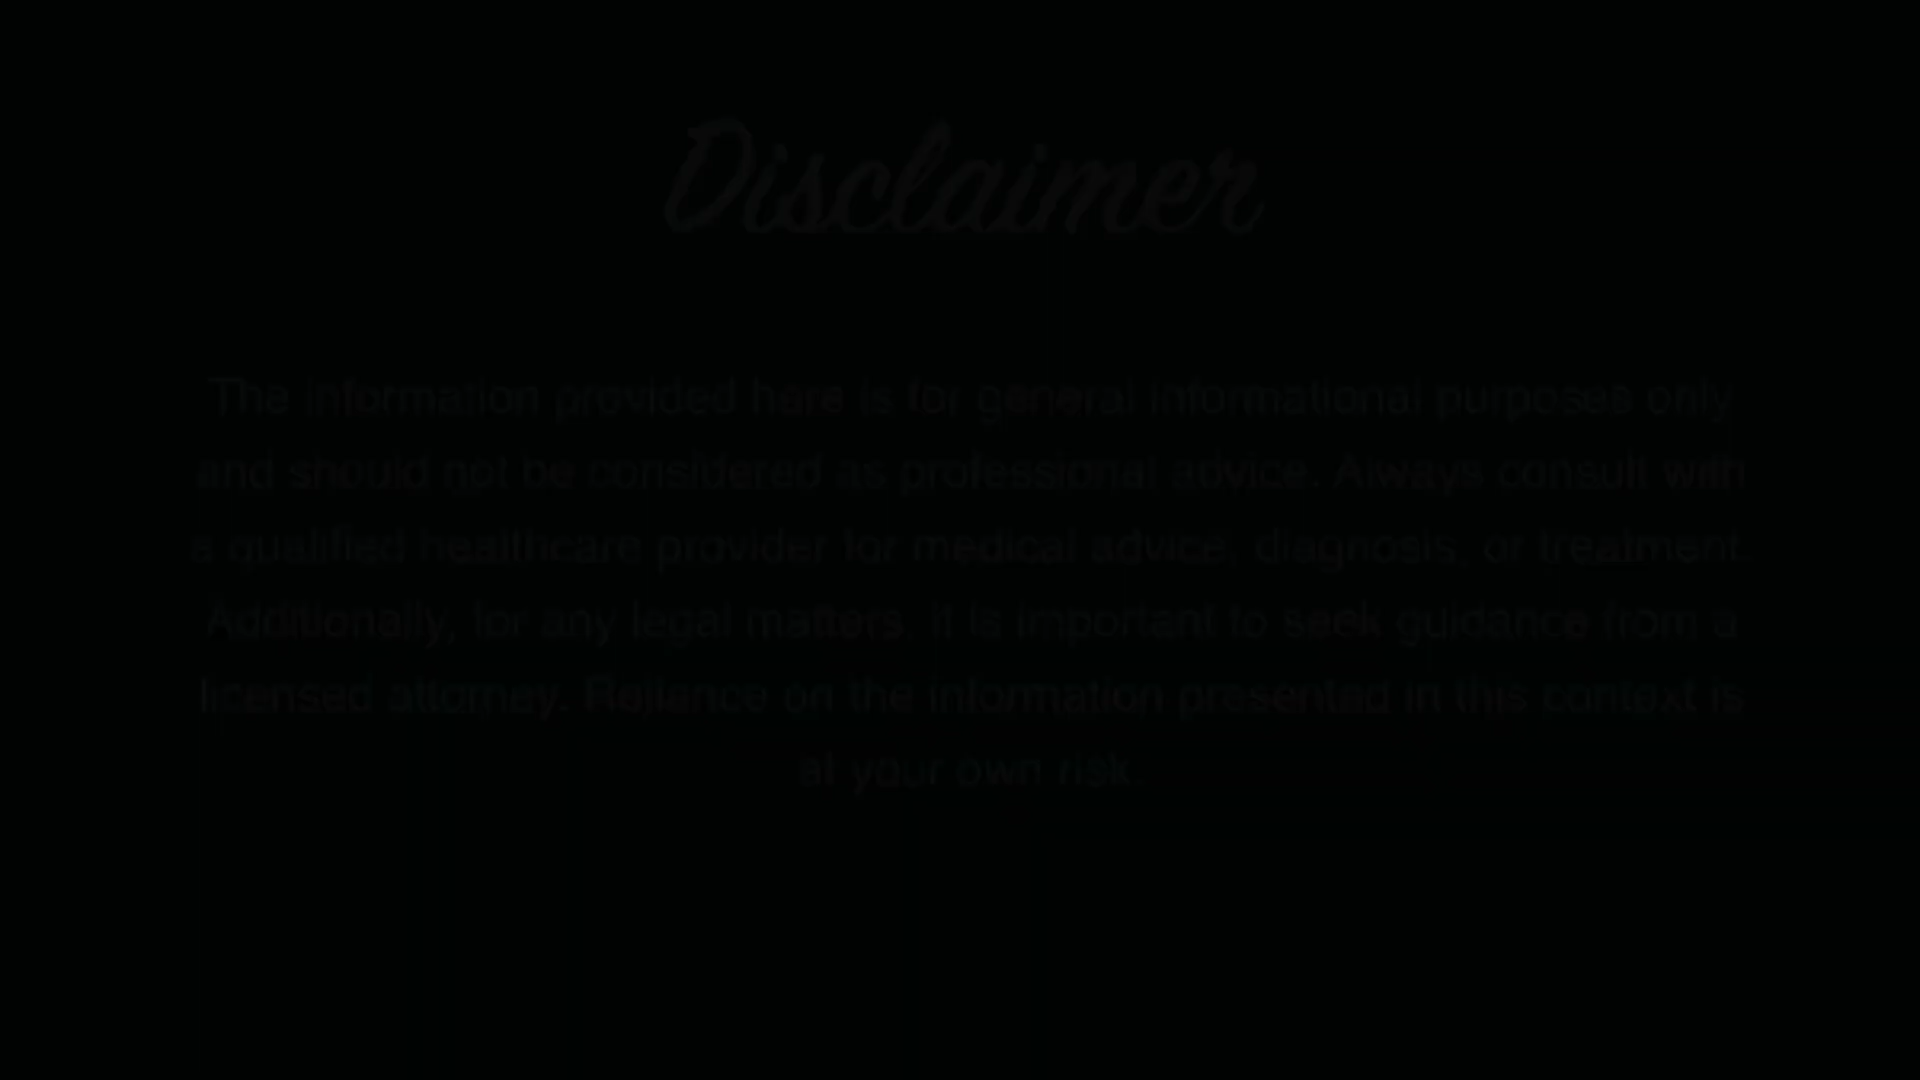 Disclaimer
The information provided here is for general informational purposes only
and should not be considered as professional advice. Always consult with
a qualified healthcare provider for medical advice, diagnosis, or treatment.
Additionally, for any legal matters, it is important to seek guidance from a
licensed attorney. Reliance on the information presented in this context is
at your own risk.